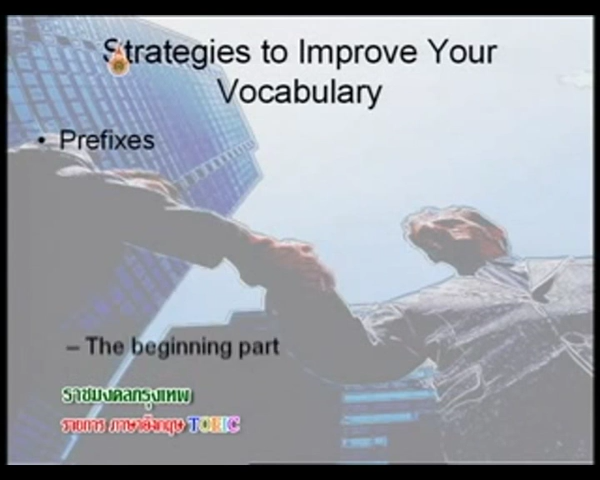 Strategies to Improve Your
Vocabulary
• Prefixes
– The beginning part
ราชมงคลกรุงเทพ
รายการ ภาษาอังกฤษ TOEIC